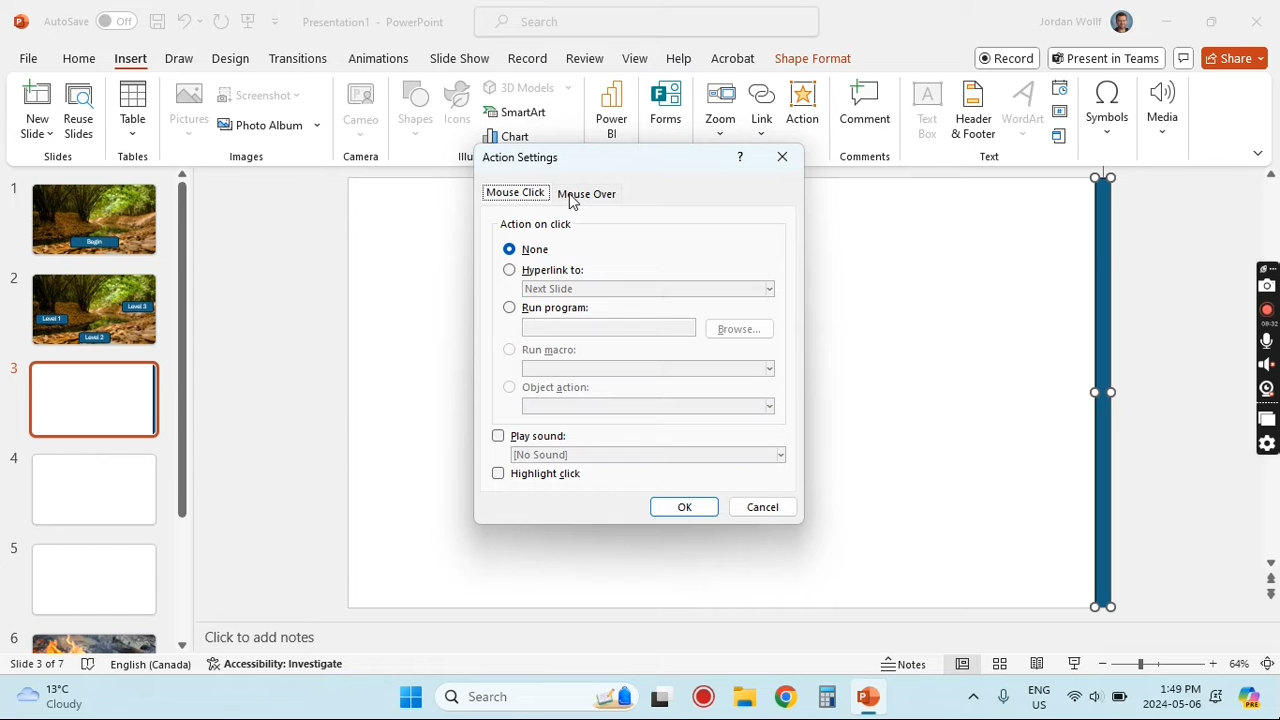 AutoSave Off Presentation1 - PowerPoint Search Jordan Wolff
File Home Insert Draw Design Transitions Animations Slide Show Record Review View Help Acrobat Shape Format Record Present in Teams Share
New Slide
Reuse Slides
Table
Pictures
Screenshot
Photo Album
Cameo
Shapes
Icons
3D Models
SmartArt
Chart
Power BI
Forms
Zoom
Link
Action
Comment
Text Box
Header & Footer
WordArt
Symbols
Media
Slides Tables Images Camera Illu Comments Text
Action Settings ?
Mouse Click Mouse Over
Action on click
None
Hyperlink to:
Next Slide
Run program:
Browse...
Run macro:
Object action:
Play sound:
[No Sound]
Highlight click
OK Cancel
1
Begin
2
Level 3
Level 1
Level 2
3
4
5
6
08:32
Click to add notes
Slide 3 of 7 English (Canada) Accessibility: Investigate Notes 64%
13°C
Cloudy
Search
ENG
US
1:49 PM
2024-05-06
PRE